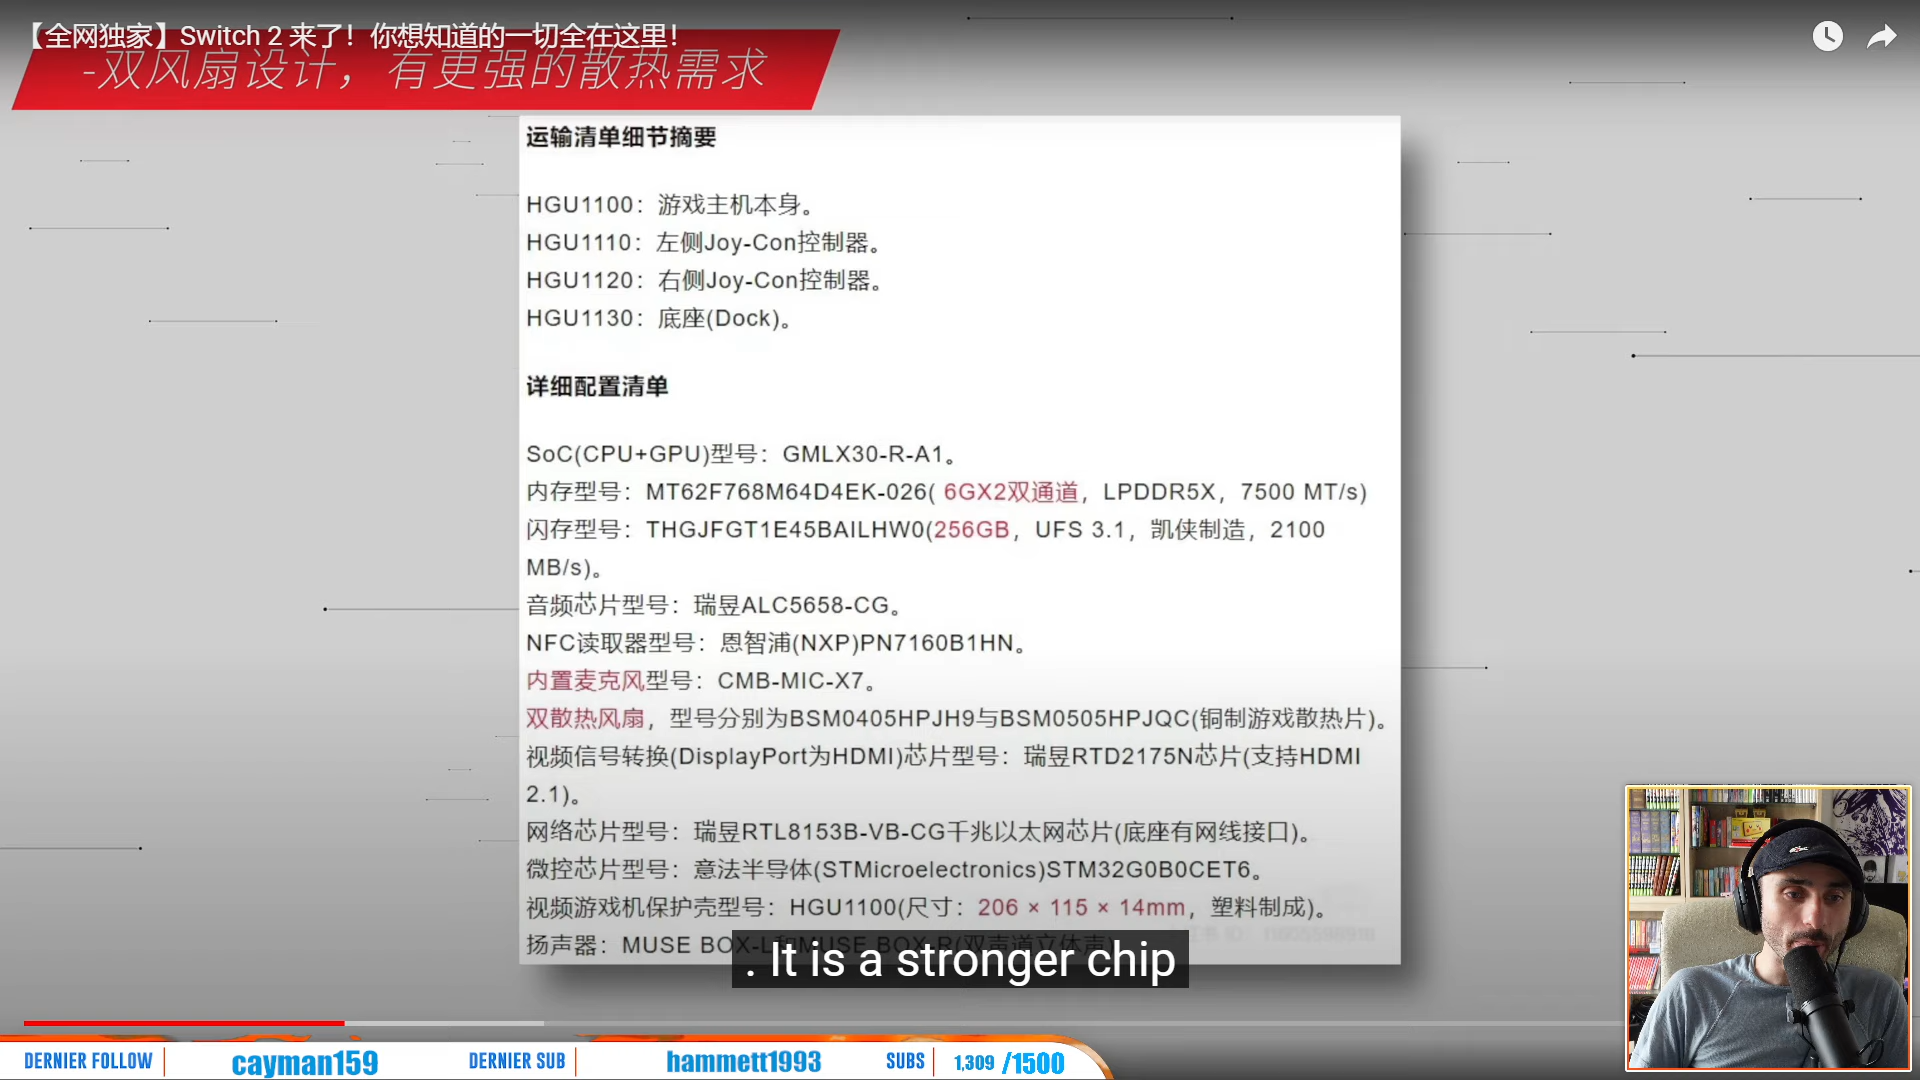 【全网独家】Switch 2 来了！你想知道的一切全在这里！
-双风扇设计，有更强的散热需求
运输清单细节摘要
HGU1100：游戏主机本身。
HGU1110：左侧Joy-Con控制器。
HGU1120：右侧Joy-Con控制器。
HGU1130：底座(Dock)。
详细配置清单
SoC(CPU+GPU)型号：GMLX30-R-A1。
内存型号：MT62F768M64D4EK-026( 6GX2双通道，LPDDR5X，7500 MT/s)
闪存型号：THGJFGT1E45BAILHW0(256GB，UFS 3.1，凯侠制造，2100
MB/s)。
音频芯片型号：瑞昱ALC5658-CG。
NFC读取器型号：恩智浦(NXP)PN7160B1HN。
内置麦克风型号：CMB-MIC-X7。
双散热风扇，型号分别为BSM0405HPJH9与BSM0505HPJQC(铜制游戏散热片)。
视频信号转换(DisplayPort为HDMI)芯片型号：瑞昱RTD2175N芯片(支持HDMI
2.1)。
网络芯片型号：瑞昱RTL8153B-VB-CG千兆以太网芯片(底座有网线接口)。
微控芯片型号：意法半导体(STMicroelectronics)STM32G0B0CET6。
视频游戏机保护壳型号：HGU1100(尺寸：206 × 115 × 14mm，塑料制成)。
扬声器：MUSE BOX-L和MUSE BOX-R(双声道立体声)
. It is a stronger chip
DERNIER FOLLOW cayman159 DERNIER SUB hammett1993 SUBS 1,309 /1500